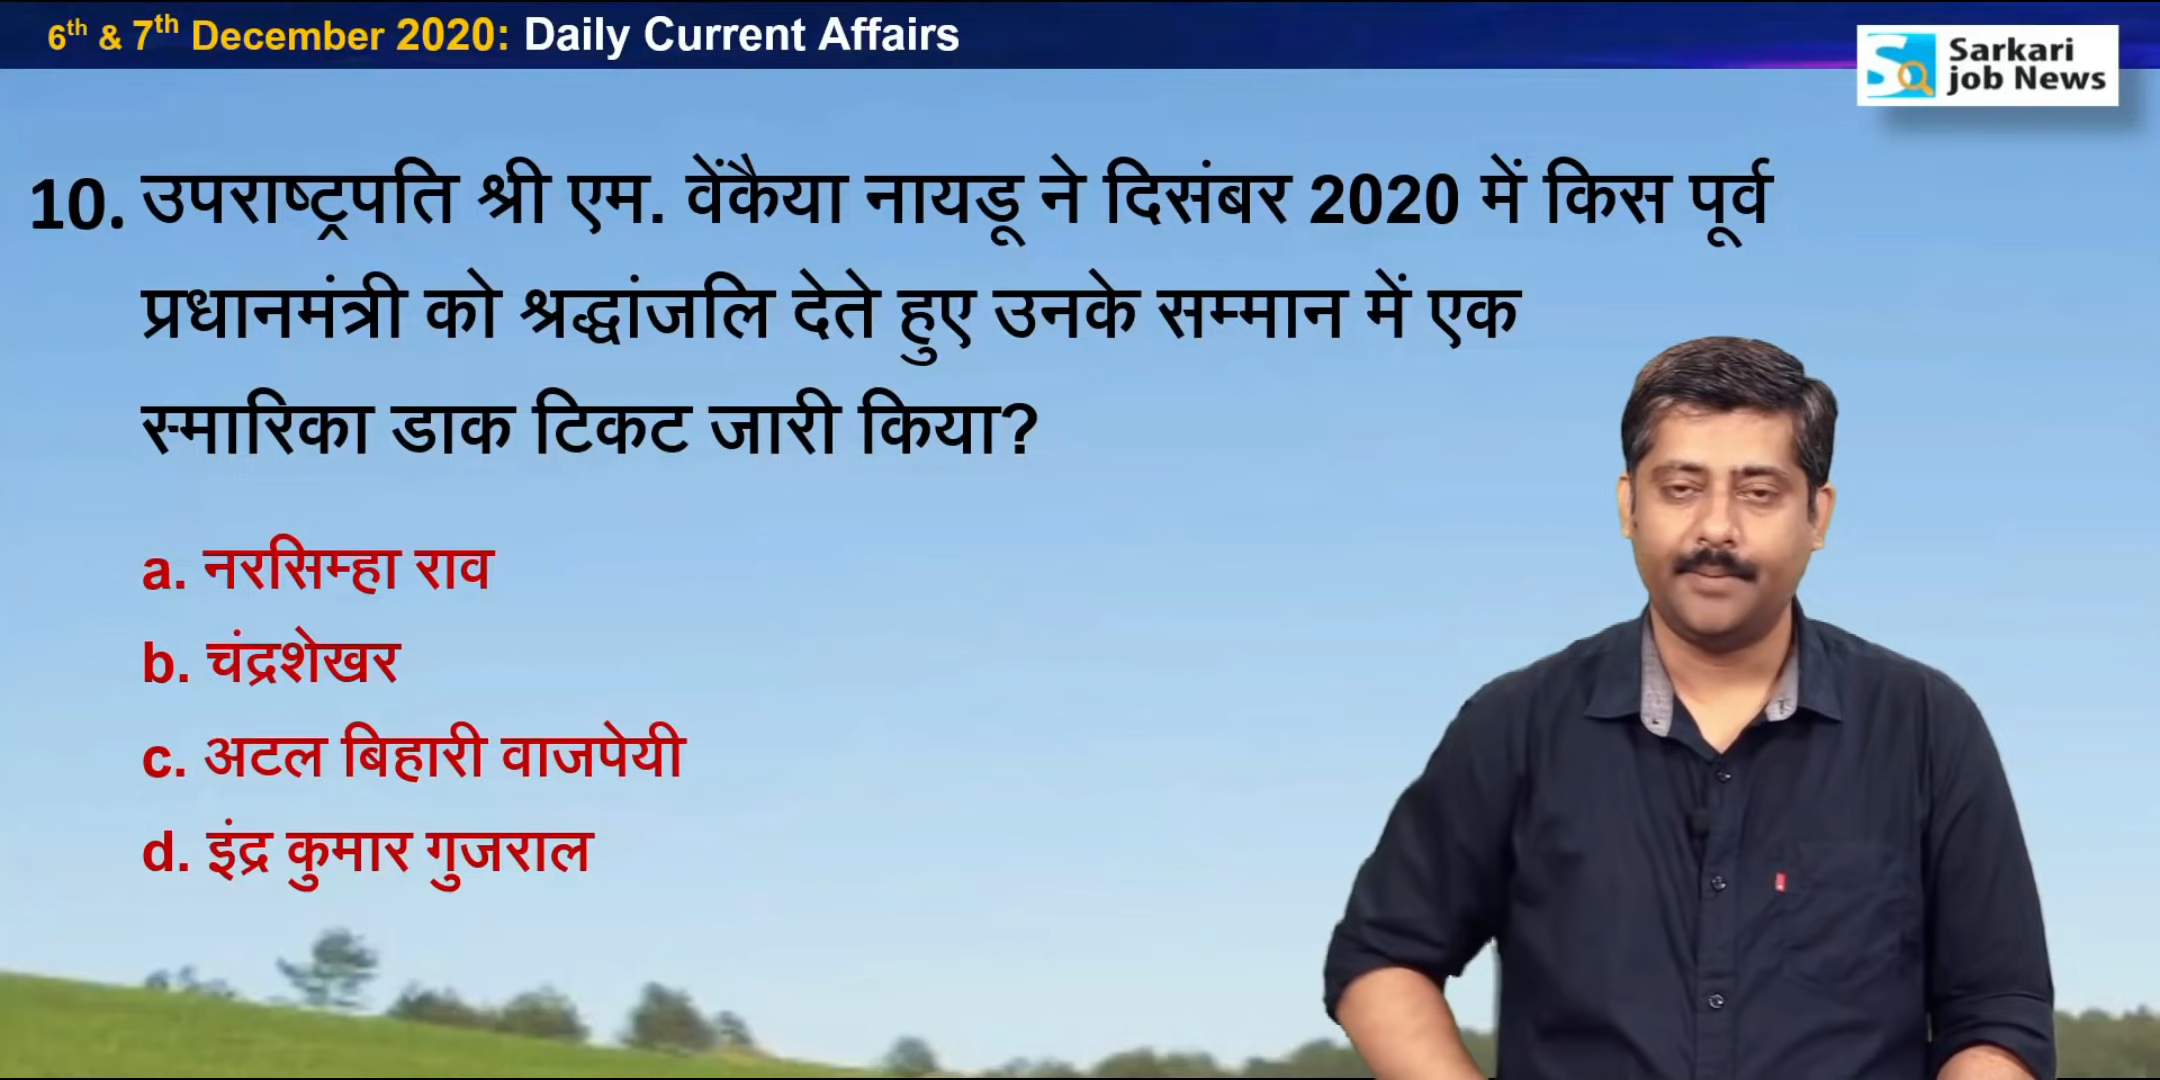 6th & 7th December 2020: Daily Current Affairs
Sarkari
job News
10. उपराष्ट्रपति श्री एम. वेंकैया नायडू ने दिसंबर 2020 में किस पूर्व
प्रधानमंत्री को श्रद्धांजलि देते हुए उनके सम्मान में एक
स्मारिका डाक टिकट जारी किया?
a. नरसिम्हा राव
b. चंद्रशेखर
c. अटल बिहारी वाजपेयी
d. इंद्र कुमार गुजराल